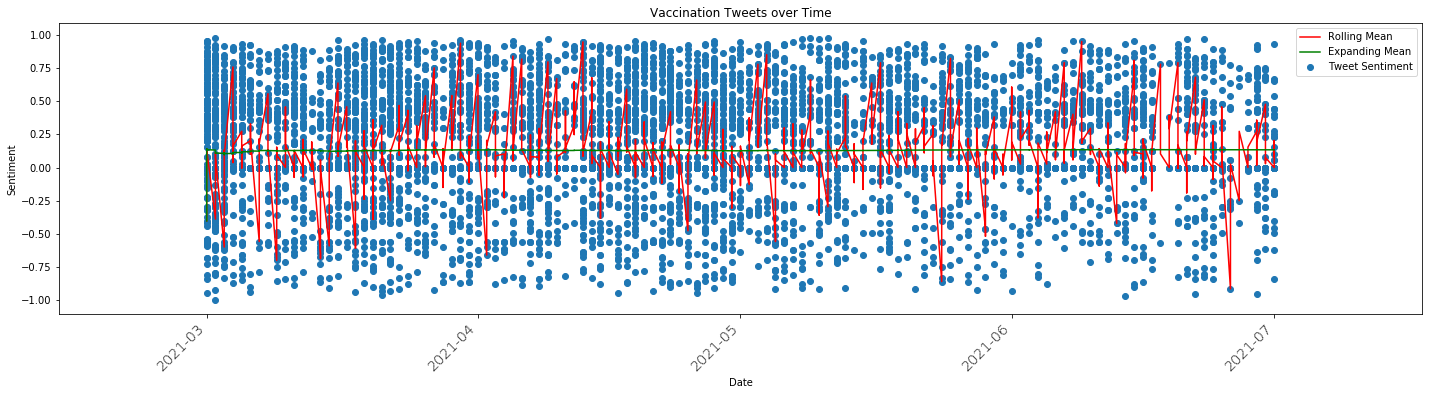 Vaccination Tweets over Time
Rolling Mean
Expanding Mean
Tweet Sentiment
Sentiment
1.00
0.75
0.50
0.25
0.00
−0.25
−0.50
−0.75
−1.00
2021-03
2021-04
2021-05
2021-06
2021-07
Date